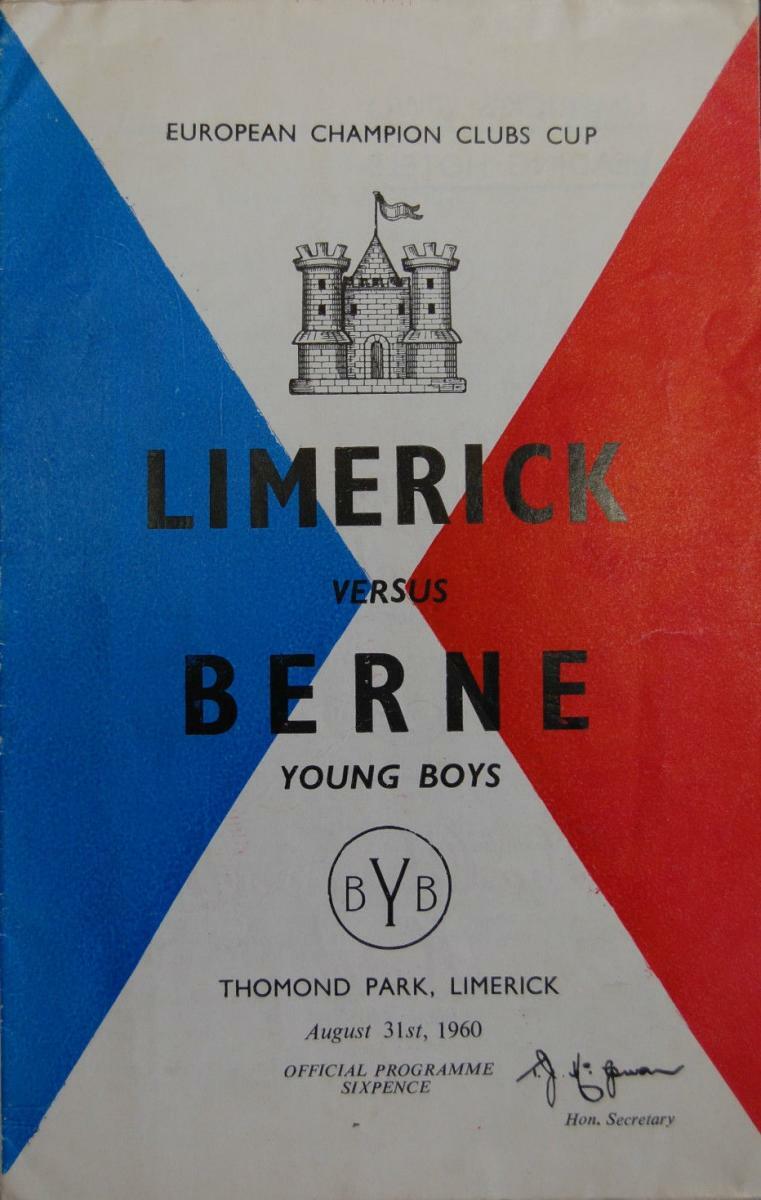 EUROPEAN CHAMPION CLUBS CUP
LIMERICK
VERSUS
BERNE
YOUNG BOYS
BYB
THOMOND PARK, LIMERICK
August 31st, 1960
OFFICIAL PROGRAMME
SIXPENCE
Hon. Secretary